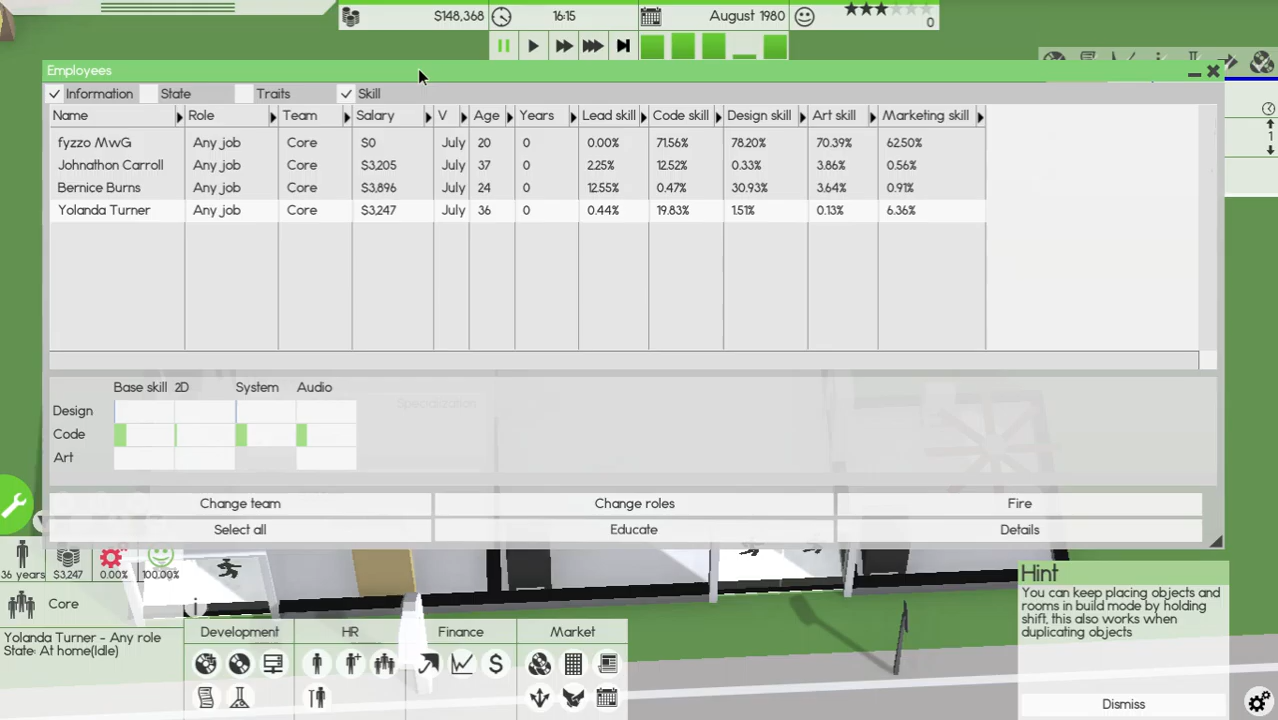 $148,368
16:15
August 1980
0
Employees
Information State Traits Skill
Name Role Team Salary V Age Years Lead skill Code skill Design skill Art skill Marketing skill
fyzzo MwG Any job Core $0 July 20 0 0.00% 71.56% 78.20% 70.39% 62.50%
Johnathon Carroll Any job Core $3,205 July 37 0 2.25% 12.52% 0.33% 3.86% 0.56%
Bernice Burns Any job Core $3,896 July 24 0 12.55% 0.47% 30.93% 3.64% 0.91%
Yolanda Turner Any job Core $3,247 July 36 0 0.44% 19.83% 1.51% 0.13% 6.36%
Base skill 2D System Audio
Specialization
Design
Code
Art
Change team Change roles Fire
Select all Educate Details
36 years $3,247 0.00% 100.00%
Core
Yolanda Turner - Any role
State: At home(Idle)
Development HR Finance Market
Hint
You can keep placing objects and
rooms in build mode by holding
shift, this also works when
duplicating objects
Dismiss